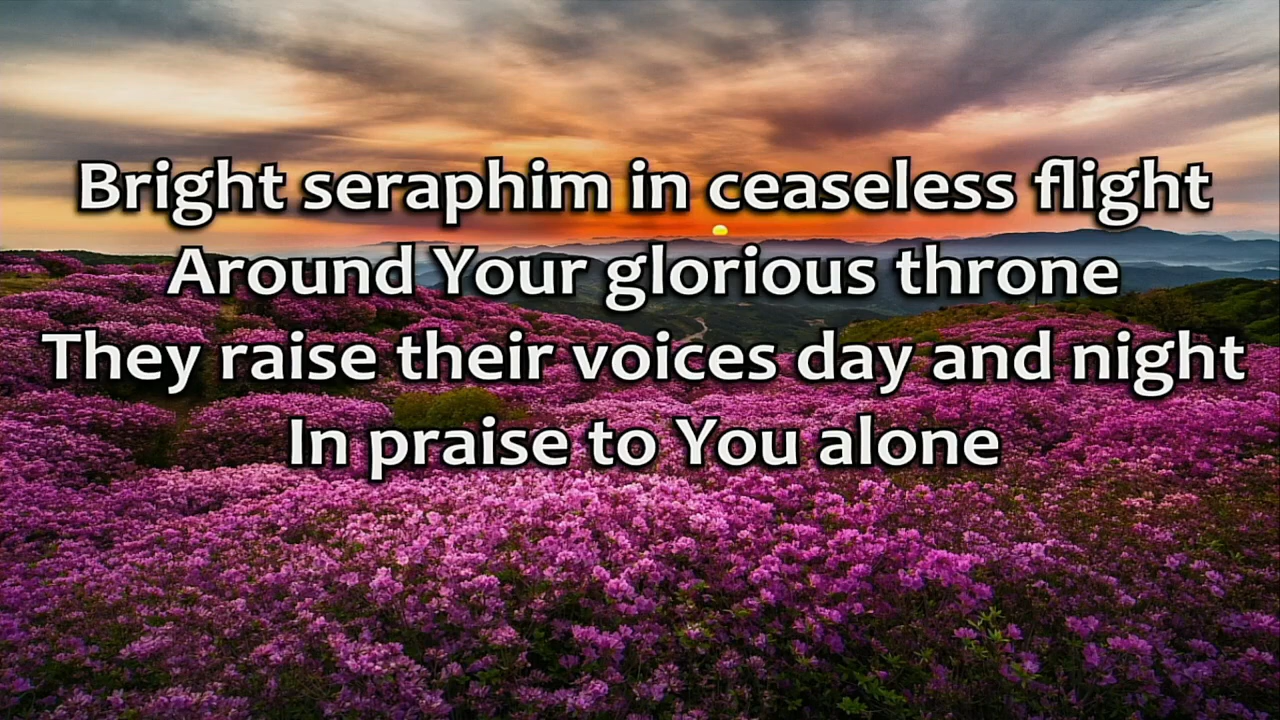 Bright seraphim in ceaseless flight
Around Your glorious throne
They raise their voices day and night
In praise to You alone